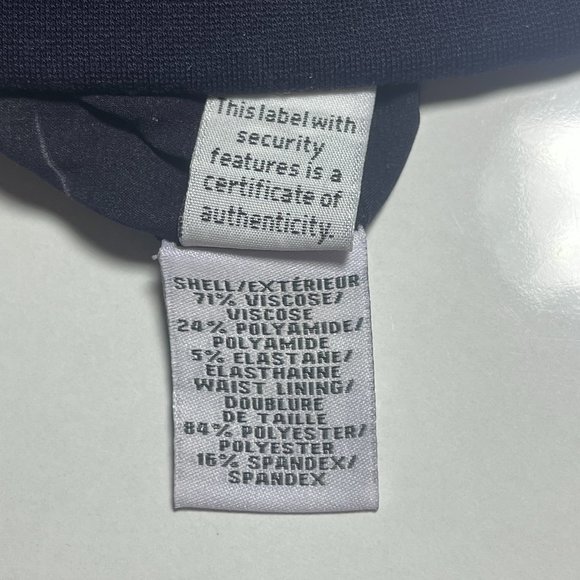 This label with
security
features is a
certificate of
authenticity.
SHELL/EXTÉRIEUR
71% VISCOSE/
VISCOSE
24% POLYAMIDE/
POLYAMIDE
5% ELASTANE/
ELASTHANNE
WAIST LINING/
DOUBLURE
DE TAILLE
84% POLYESTER/
POLYESTER
16% SPANDEX/
SPANDEX